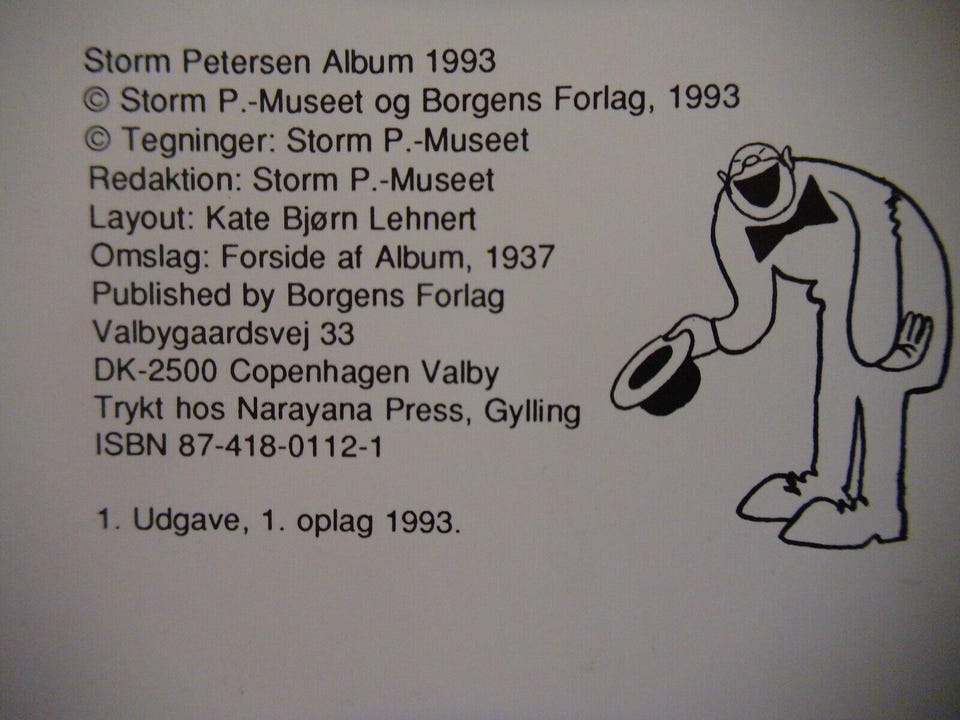 Storm Petersen Album 1993
© Storm P.-Museet og Borgens Forlag, 1993
© Tegninger: Storm P.-Museet
Redaktion: Storm P.-Museet
Layout: Kate Bjørn Lehnert
Omslag: Forside af Album, 1937
Published by Borgens Forlag
Valbygaardsvej 33
DK-2500 Copenhagen Valby
Trykt hos Narayana Press, Gylling
ISBN 87-418-0112-1
1. Udgave, 1. oplag 1993.